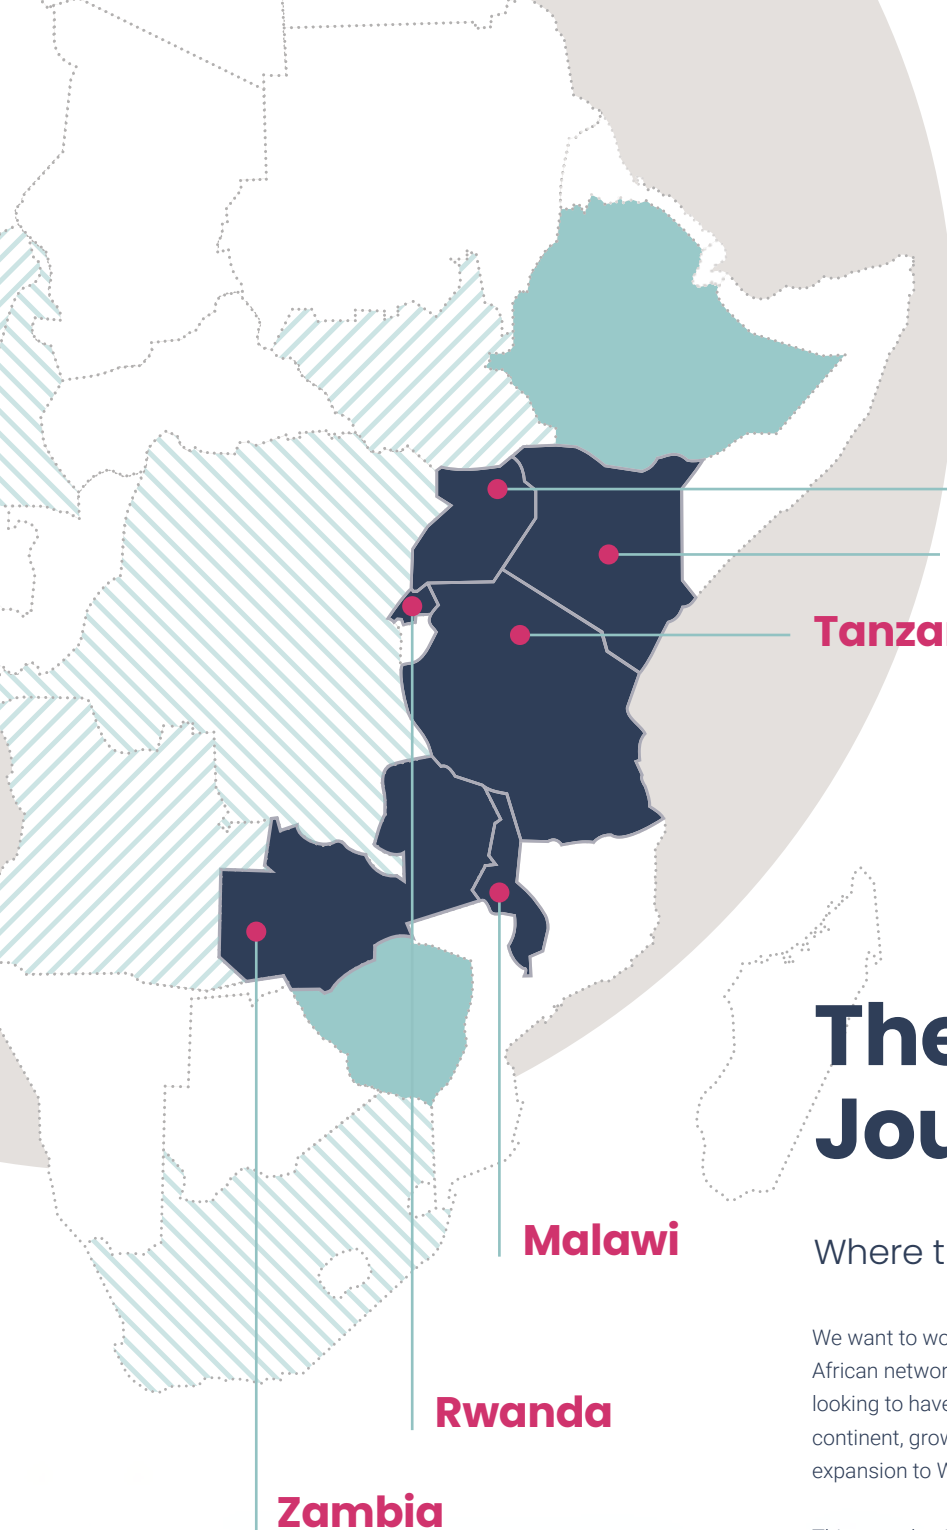 Tanza
The
Jou
Malawi
Where t
We want to wo
African networ
looking to have
continent, grow
expansion to W
Rwanda
Zambia